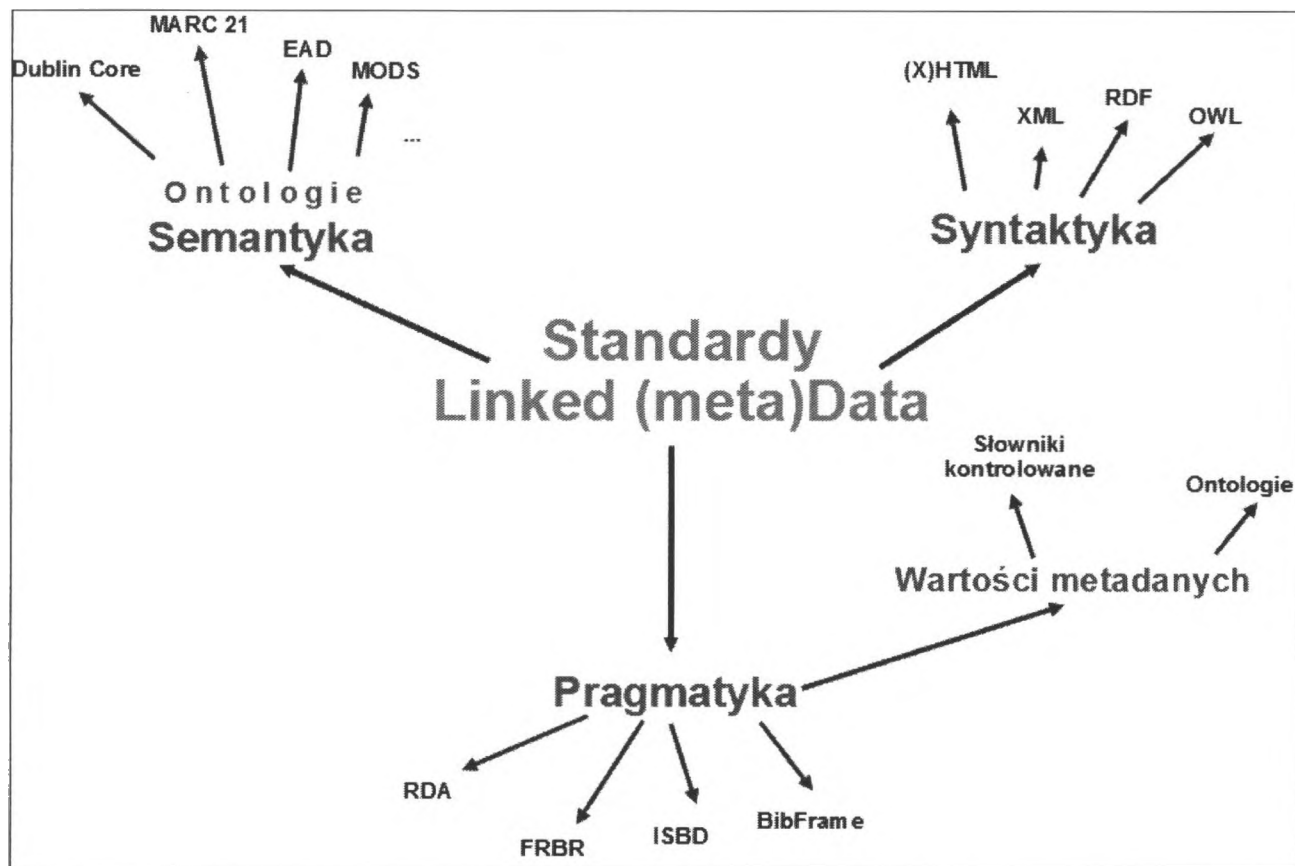 MARC 21
EAD
Dublin Core
MODS
...
Ontologie
Semantyka
(X)HTML
XML
RDF
OWL
Syntaktyka
Standardy
Linked (meta)Data
Słowniki
kontrolowane
Ontologie
Wartości metadanych
Pragmatyka
RDA
FRBR
ISBD
BibFrame